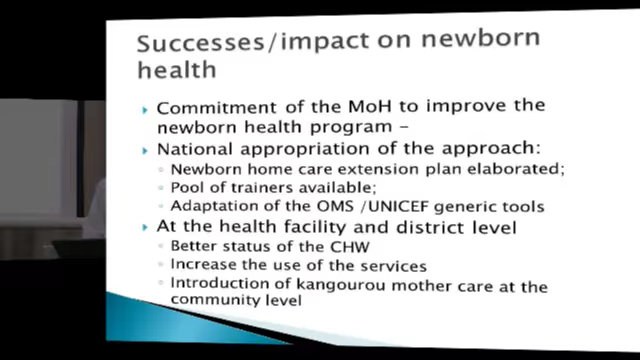 Successes/impact on newborn
health
Commitment of the MoH to improve the
newborn health program –
National appropriation of the approach:
Newborn home care extension plan elaborated;
Pool of trainers available;
Adaptation of the OMS /UNICEF generic tools
At the health facility and district level
Better status of the CHW
Increase the use of the services
Introduction of kangourou mother care at the
community level